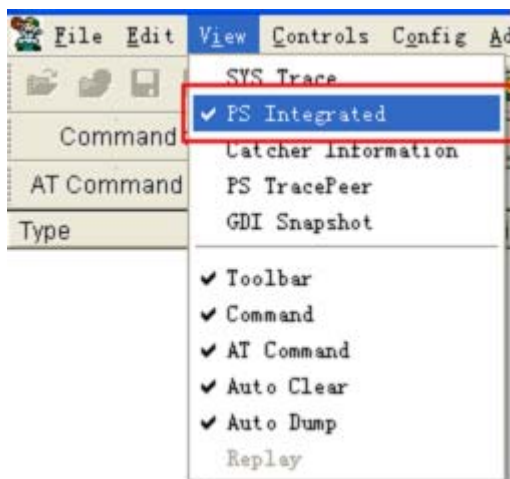 File Edit View Controls Config
SYS Trace
PS Integrated
Command
Catcher Information
AT Command
PS TracePeer
Type
GDI Snapshot
Toolbar
Command
AT Command
Auto Clear
Auto Dump
Replay